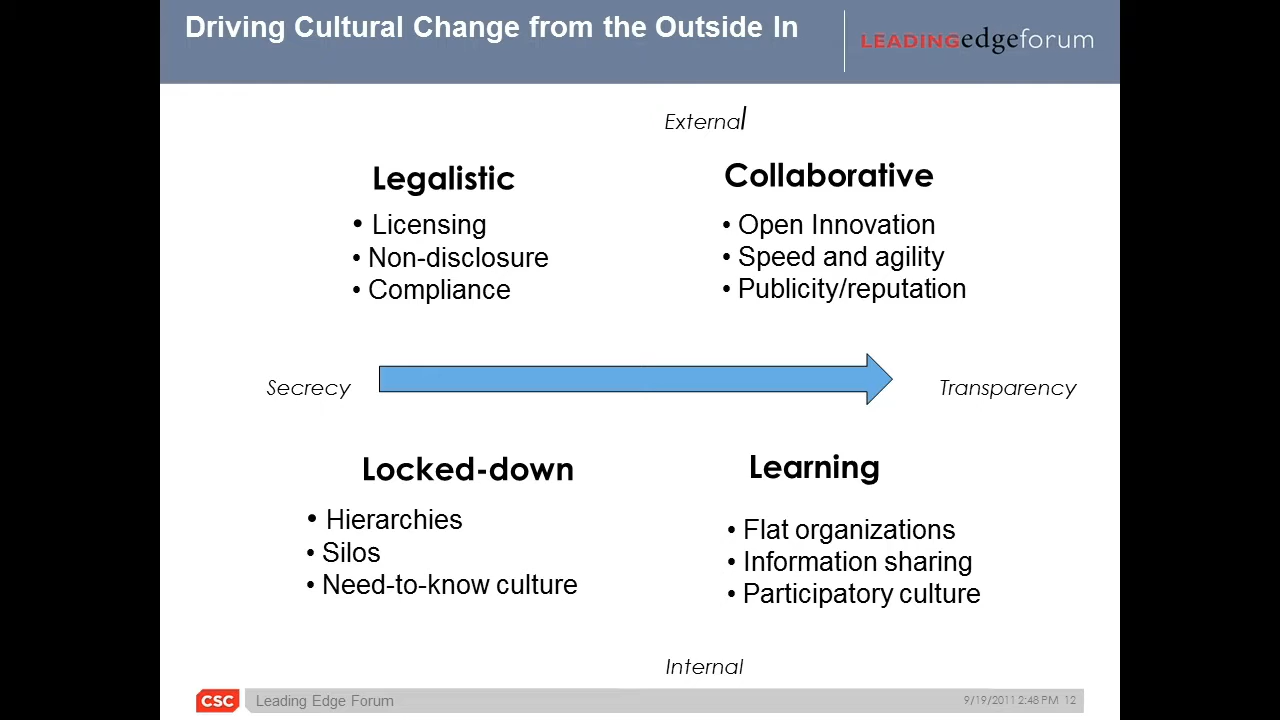 Driving Cultural Change from the Outside In
LEADINGedgeforum
External
Legalistic
• Licensing
• Non-disclosure
• Compliance
Collaborative
• Open Innovation
• Speed and agility
• Publicity/reputation
Secrecy
Transparency
Locked-down
• Hierarchies
• Silos
• Need-to-know culture
Learning
• Flat organizations
• Information sharing
• Participatory culture
Internal
CSC
Leading Edge Forum
9/19/2011 2:48 PM 12